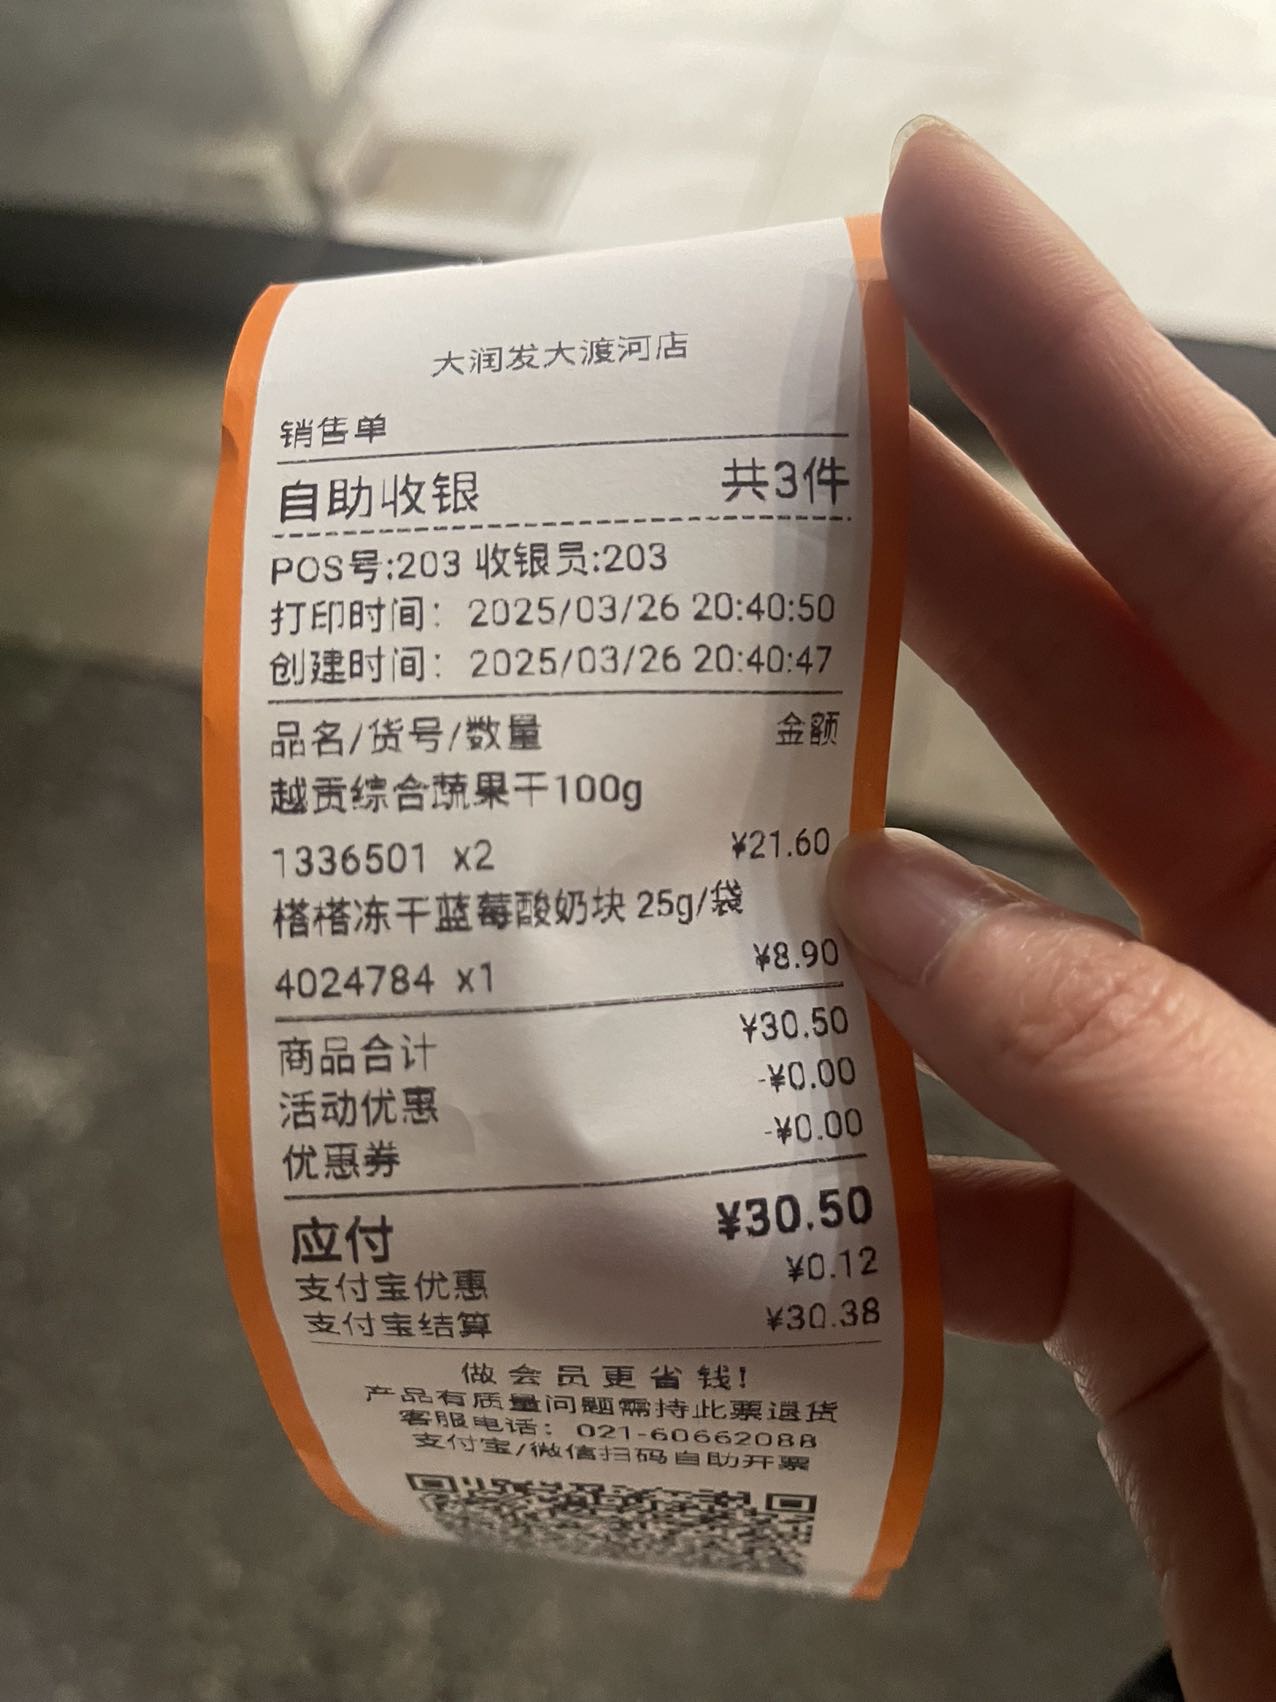 大润发大渡河店
销售单
自助收银 共3件
POS号:203 收银员:203
打印时间: 2025/03/26 20:40:50
创建时间: 2025/03/26 20:40:47
品名/货号/数量 金额
越贡综合蔬果干100g
1336501 x2 ¥21.60
榙榙冻干蓝莓酸奶块 25g/袋
4024784 x1 ¥8.90
商品合计 ¥30.50
活动优惠 -¥0.00
优惠券 -¥0.00
应付 ¥30.50
支付宝优惠 ¥0.12
支付宝结算 ¥30.38
做会员更省钱!
产品有质量问题需持此票退货
客服电话: 021-60662088
支付宝/微信扫码自助开票